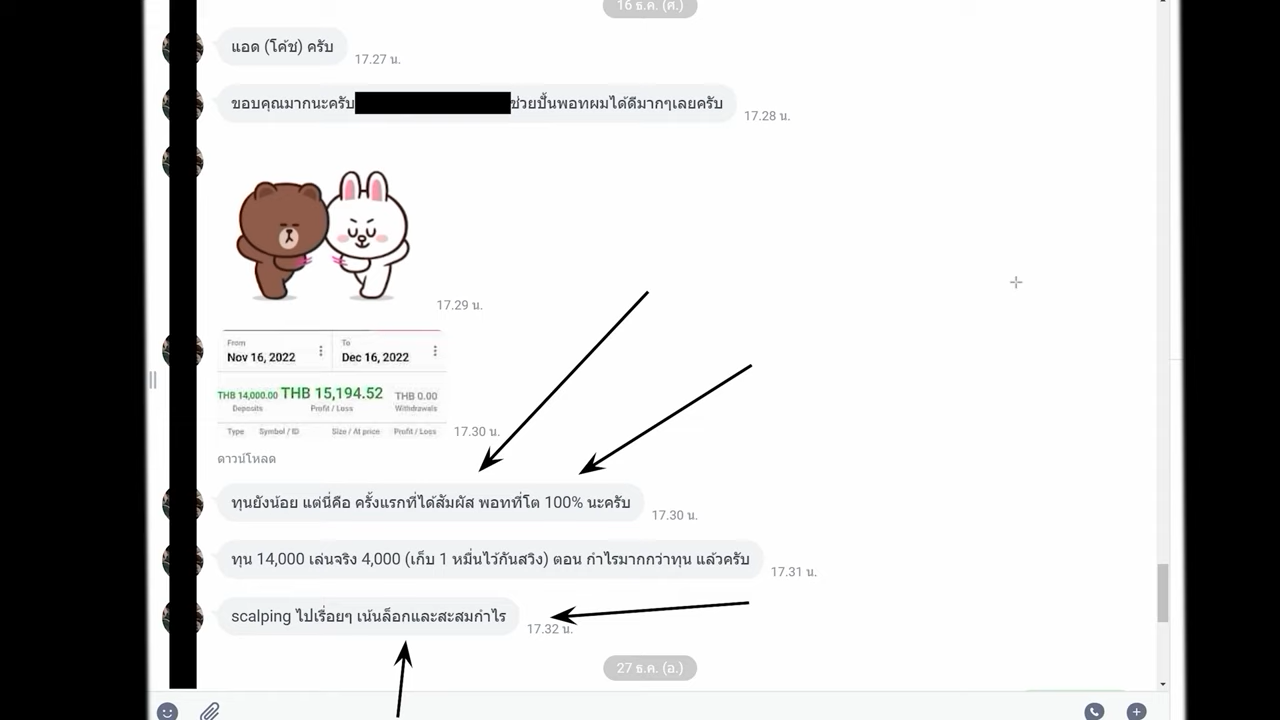 16 ธ.ค. (ศ.)
แอด (โค้ช) ครับ
17.27 น.
ขอบคุณมากนะครับ ช่วยปั้นพอทผมได้ดีมากๆเลยครับ
17.28 น.
17.29 น.
From To
Nov 16, 2022 Dec 16, 2022
THB 14,000.00 THB 15,194.52 THB 0.00
Deposits Profit / Loss Withdrawals
Type Symbol / ID Size / At price Profit / Loss
17.30 น.
ดาวน์โหลด
ทุนยังน้อย แต่นี่คือ ครั้งแรกที่ได้สัมผัส พอทที่โต 100% นะครับ
17.30 น.
ทุน 14,000 เล่นจริง 4,000 (เก็บ 1 หมื่นไว้กันสวิง) ตอน กำไรมากกว่าทุน แล้วครับ
17.31 น.
scalping ไปเรื่อยๆ เน้นล็อกและสะสมกำไร
17.32 น.
27 ธ.ค. (อ.)